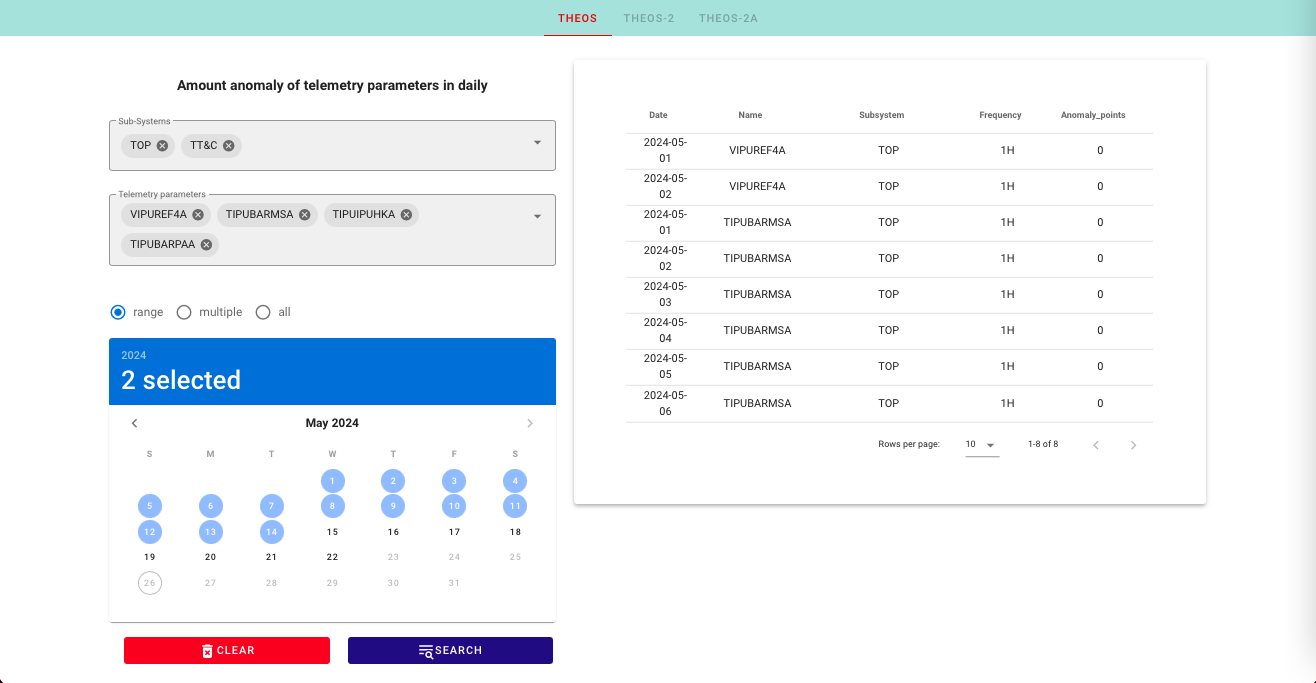 THEOS THEOS-2 THEOS-2A
Amount anomaly of telemetry parameters in daily
Sub-Systems
TOP TT&C
Telemetry parameters
VIPUREF4A TIPUBARMSA TIPUIPUHKA
TIPUBARPAA
range multiple all
2024
2 selected
May 2024
S M T W T F S
1 2 3 4
5 6 7 8 9 10 11
12 13 14 15 16 17 18
19 20 21 22 23 24 25
26 27 28 29 30 31
CLEAR SEARCH
Date Name Subsystem Frequency Anomaly_points
2024-05-
01 VIPUREF4A TOP 1H 0
2024-05-
02 VIPUREF4A TOP 1H 0
2024-05-
01 TIPUBARMSA TOP 1H 0
2024-05-
02 TIPUBARMSA TOP 1H 0
2024-05-
03 TIPUBARMSA TOP 1H 0
2024-05-
04 TIPUBARMSA TOP 1H 0
2024-05-
05 TIPUBARMSA TOP 1H 0
2024-05-
06 TIPUBARMSA TOP 1H 0
Rows per page: 10 1-8 of 8